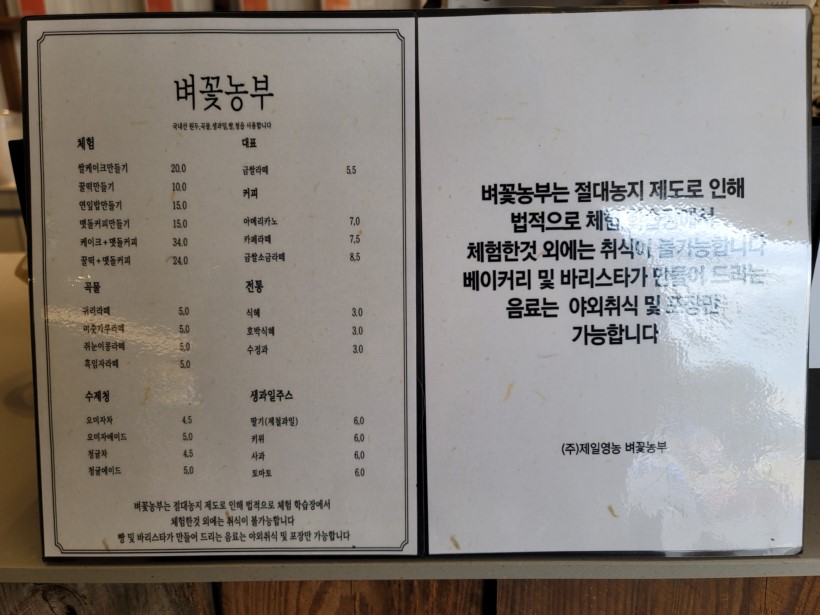 벼꽃농부
국내산 원두,곡물,생과일,쌀,청을 사용합니다
체험
쌀케이크만들기 20.0
꿀떡만들기 10.0
연잎밥만들기 15.0
맷돌커피만들기 15.0
케이크+맷돌커피 34.0
꿀떡+맷돌커피 24.0
곡물
귀리라떼 5.0
미숫가루라떼 5.0
쥐눈이콩라떼 5.0
흑임자라떼 5.0
수제청
오미자차 4.5
오미자에이드 5.0
청귤차 4.5
청귤에이드 5.0
대표
금쌀라떼 5.5
커피
아메리카노 7.0
카페라떼 7.5
금쌀소금라떼 8.5
전통
식혜 3.0
호박식혜 3.0
수정과 3.0
생과일주스
딸기(제철과일) 6.0
키위 6.0
사과 6.0
토마토 6.0
벼꽃농부는 절대농지 제도로 인해 법적으로 체험 학습장에서
체험한것 외에는 취식이 불가능합니다
빵 및 바리스타가 만들어 드리는 음료는 야외취식 및 포장만 가능합니다
벼꽃농부는 절대농지 제도로 인해
법적으로 체험 학습장에서
체험한것 외에는 취식이 불가능합니다
베이커리 및 바리스타가 만들어 드리는
음료는 야외취식 및 포장만
가능합니다
(주)제일영농 벼꽃농부